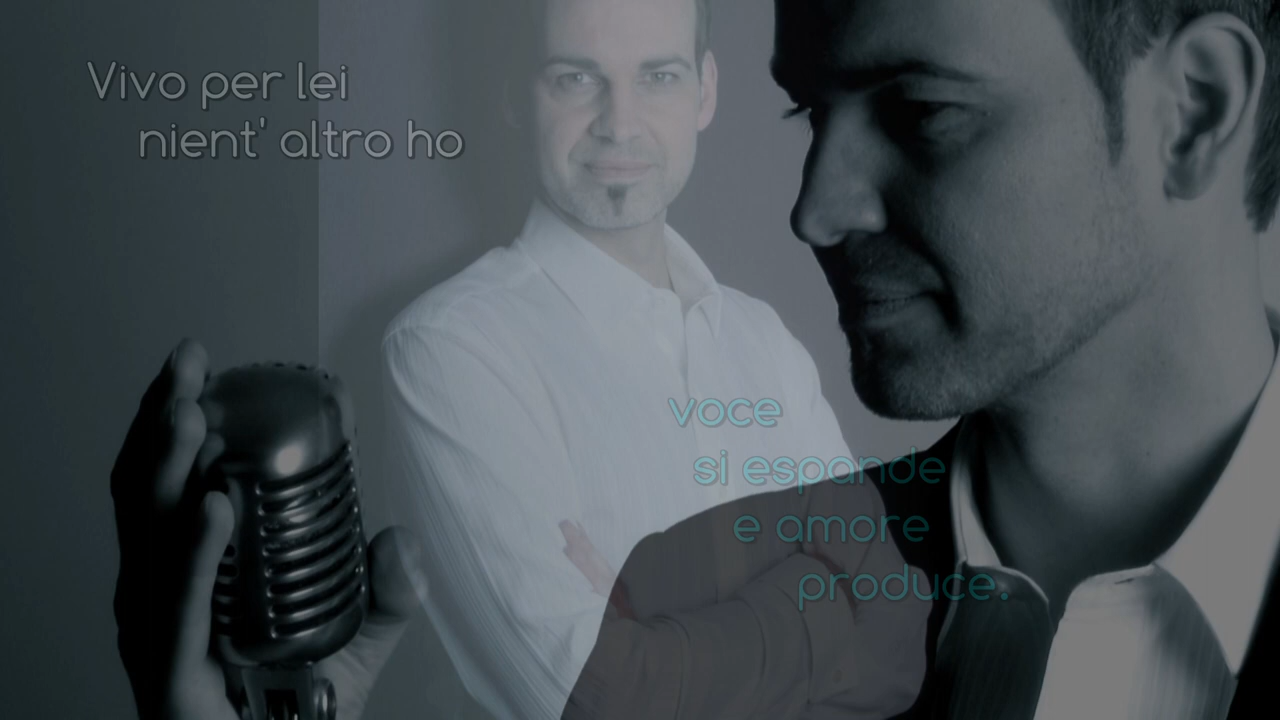 Vivo per lei
nient' altro ho
voce
si espande
e amore
produce.